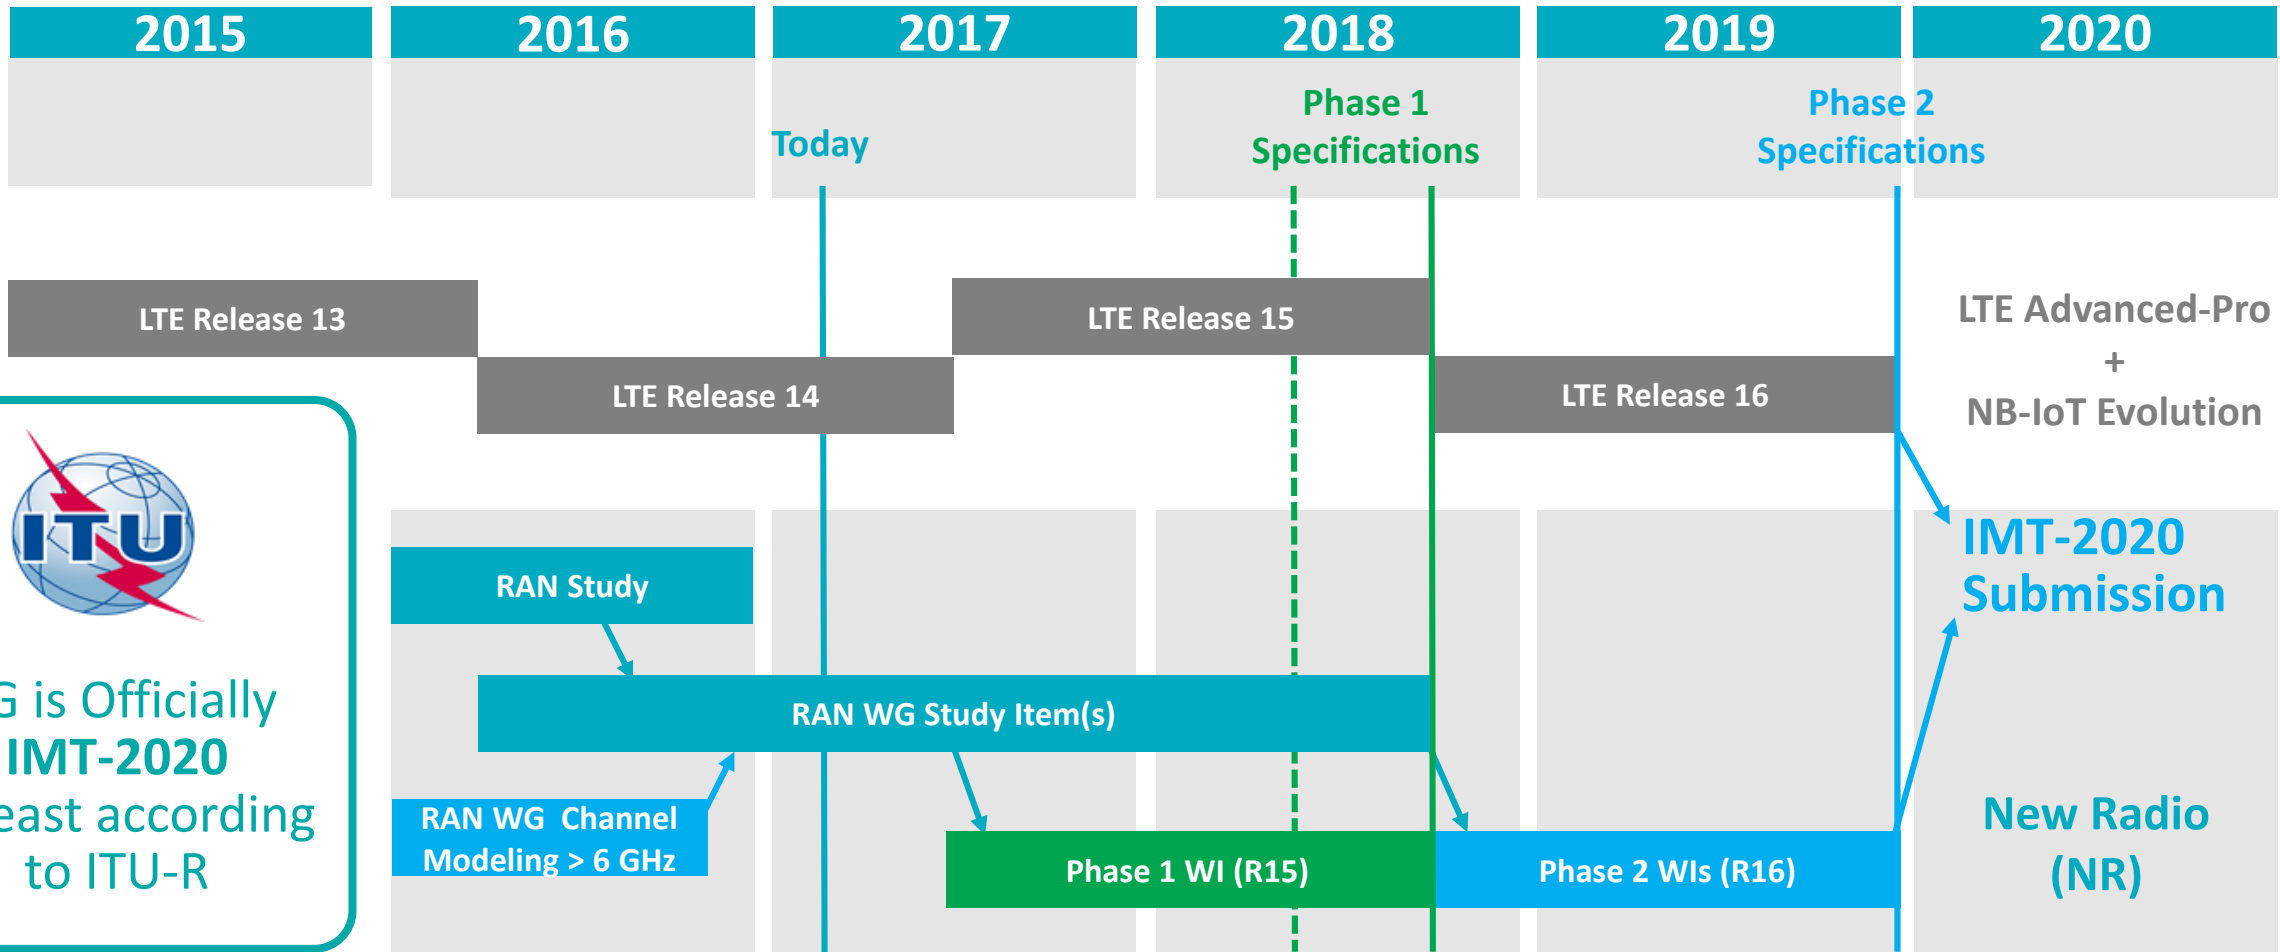 2015
2016
2017
2018
2019
2020
Today
Phase 1
Specifications
Phase 2
Specifications
LTE Release 13
LTE Release 14
LTE Release 15
LTE Release 16
LTE Advanced-Pro
+
NB-IoT Evolution
ITU
G is Officially
IMT-2020
east according
to ITU-R
RAN Study
RAN WG Study Item(s)
RAN WG Channel
Modeling > 6 GHz
Phase 1 WI (R15)
Phase 2 WIs (R16)
IMT-2020
Submission
New Radio
(NR)